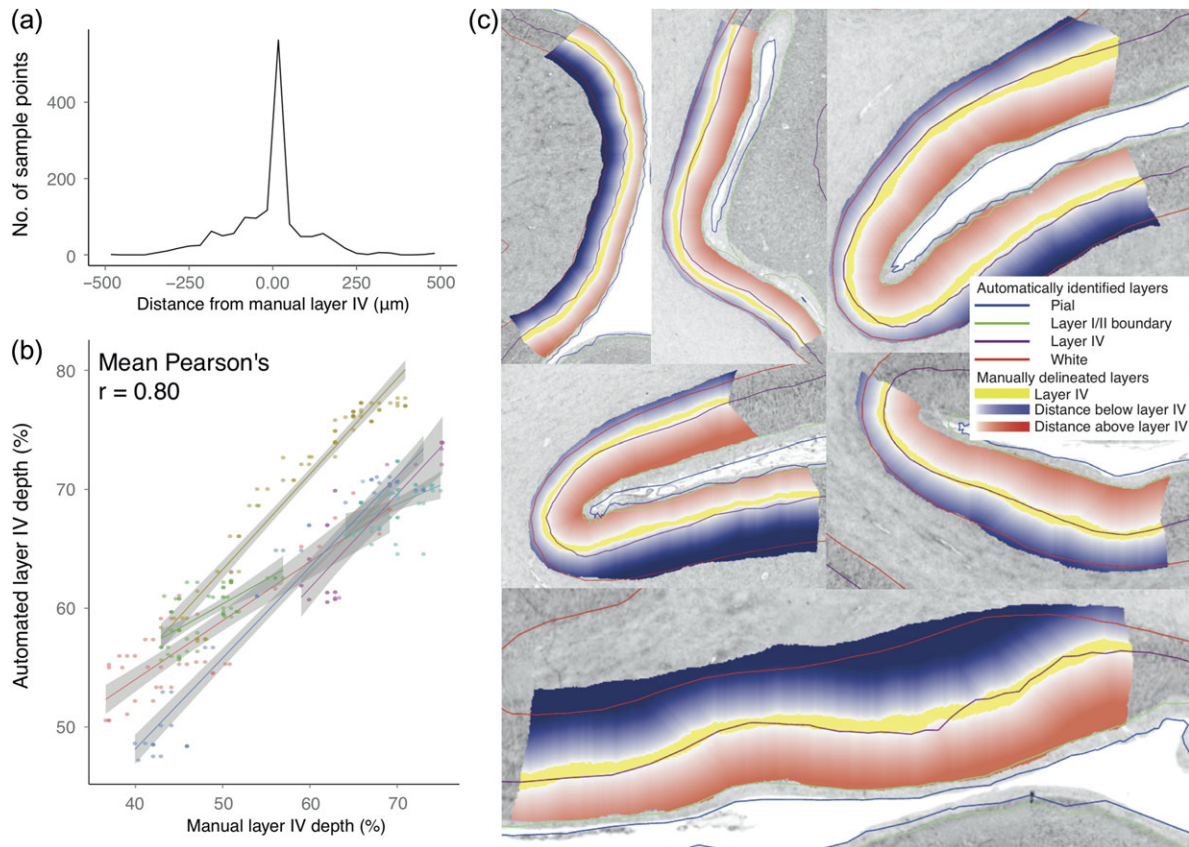 (a)
No. of sample points
400
200
0
−500
−250
0.00
250
500
Distance from manual layer IV (μm)
(b)
Mean Pearson's
r = 0.80
Automated layer IV depth (%)
80
70
60
50
40
50
60
70
Manual layer IV depth (%)
(c)
Automatically identified layers
Pial
Layer I/II boundary
Layer IV
White
Manually delineated layers
Layer IV
Distance below layer IV
Distance above layer IV